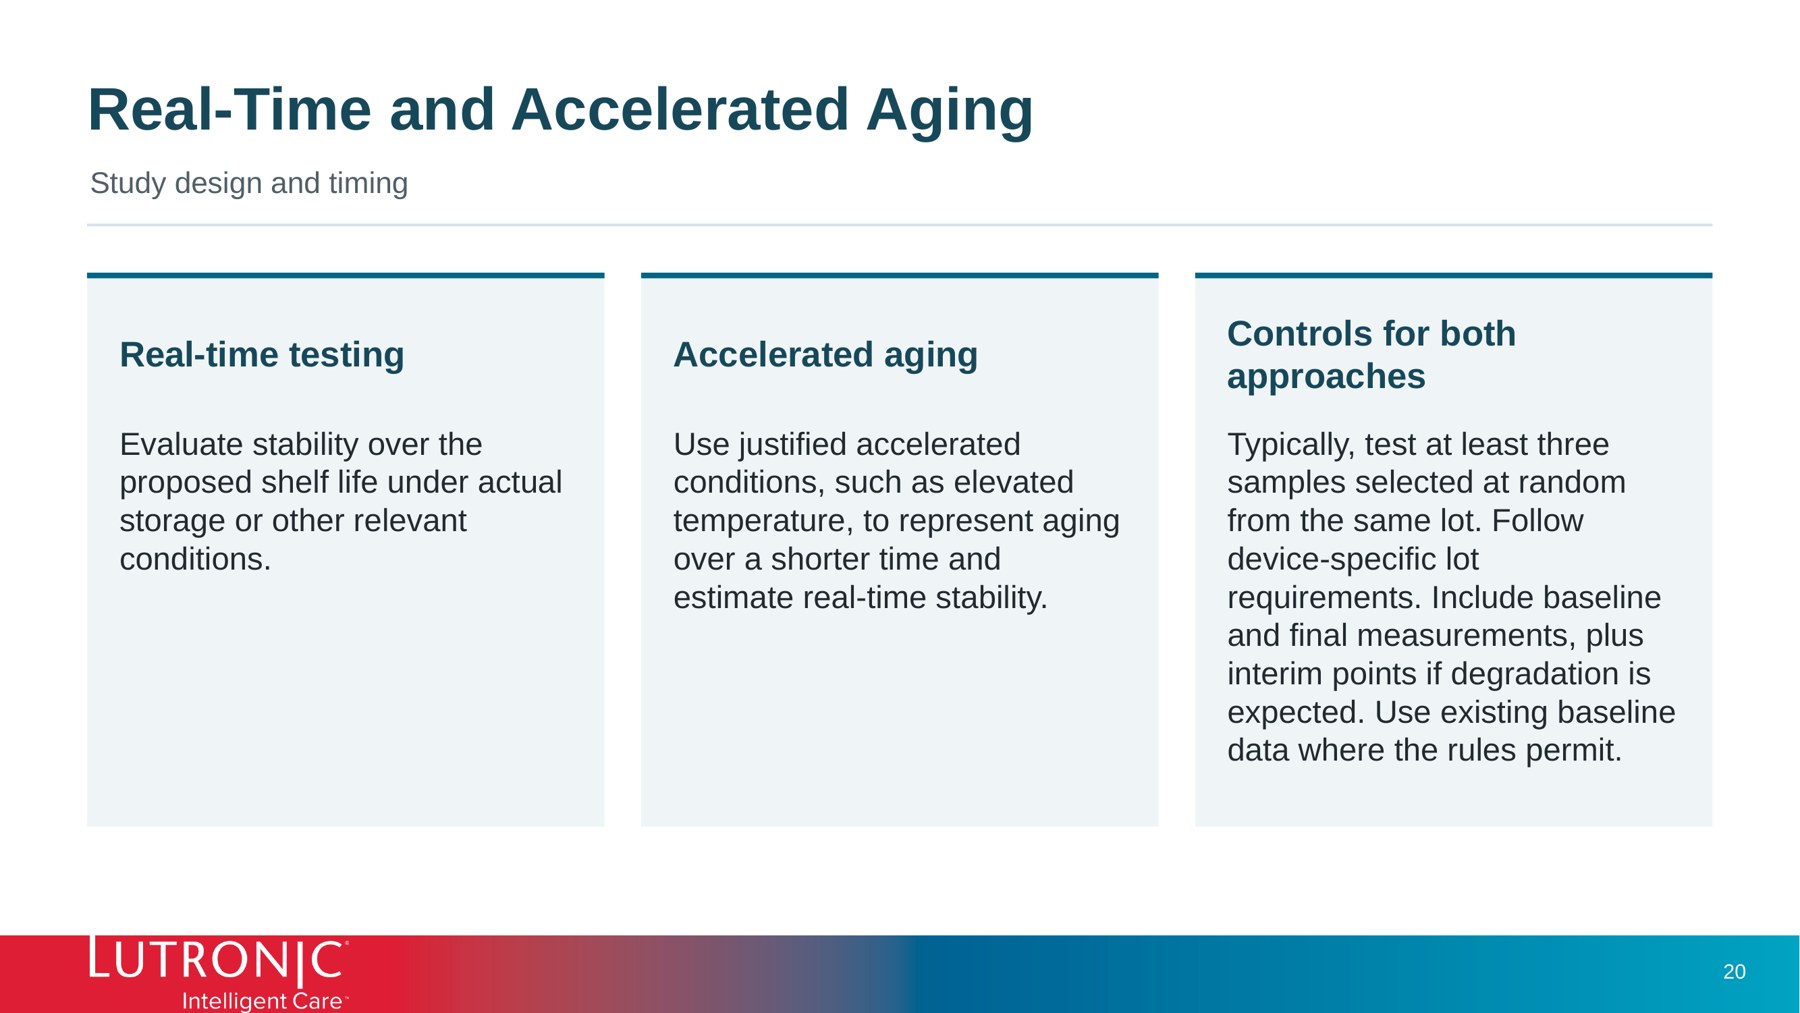 Real-Time and Accelerated Aging
Study design and timing
Real-time testing
Evaluate stability over the
proposed shelf life under actual
storage or other relevant
conditions.
Accelerated aging
Use justified accelerated
conditions, such as elevated
temperature, to represent aging
over a shorter time and
estimate real-time stability.
Controls for both
approaches
Typically, test at least three
samples selected at random
from the same lot. Follow
device-specific lot
requirements. Include baseline
and final measurements, plus
interim points if degradation is
expected. Use existing baseline
data where the rules permit.
LUTRONIC®
Intelligent Care™
20